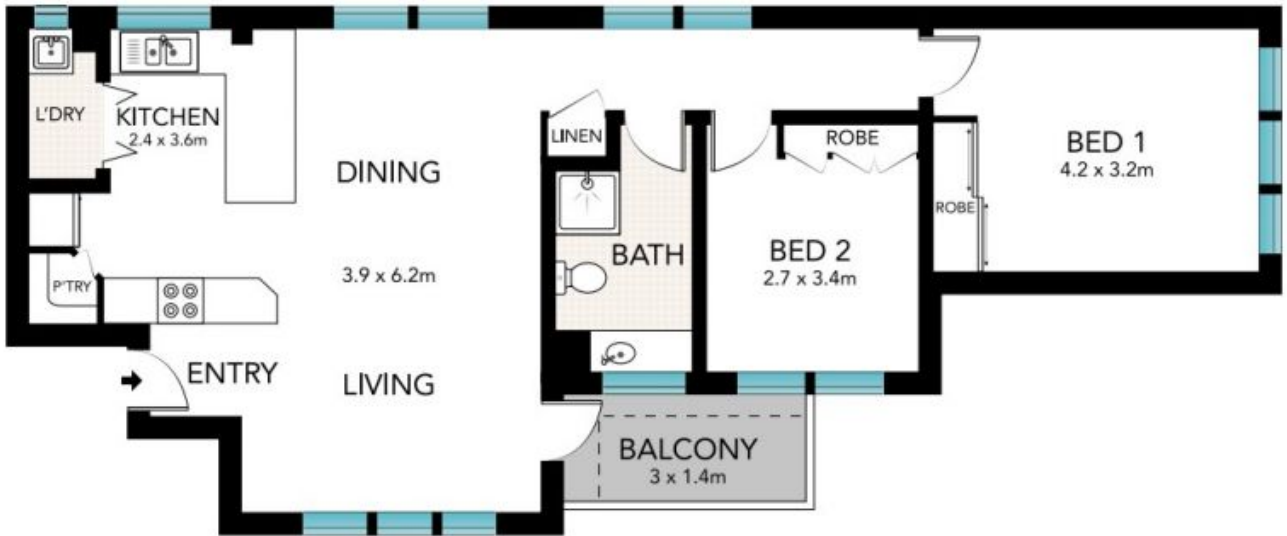 L'DRY
KITCHEN
2.4 x 3.6m
P'TRY
ENTRY
DINING
3.9 x 6.2m
LIVING
LINEN
BATH
ROBE
BED 2
2.7 x 3.4m
BALCONY
3 x 1.4m
ROBE
BED 1
4.2 x 3.2m